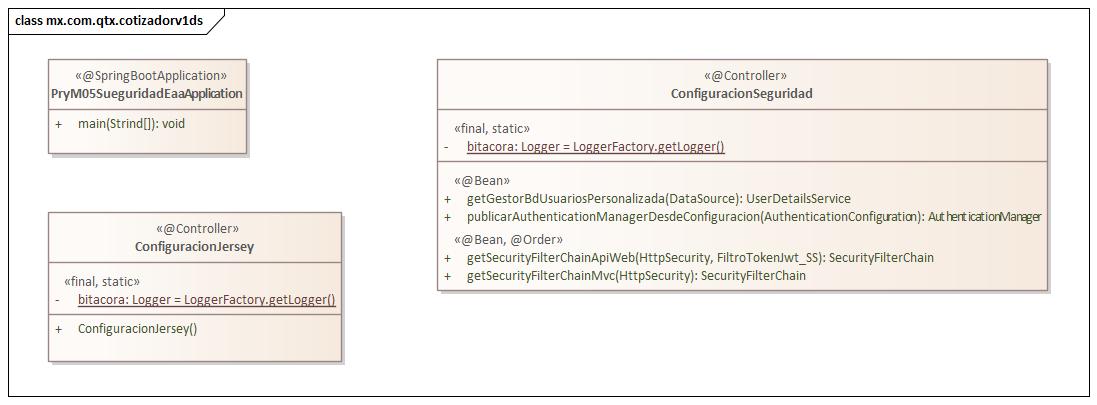 class mx.com.qtx.cotizadorv1ds
«@SpringBootApplication»
PryM05SueguridadEaaApplication
+ main(Strind[]): void
«@Controller»
ConfiguracionJersey
«final, static»
- bitacora: Logger = LoggerFactory.getLogger()
+ ConfiguracionJersey()
«@Controller»
ConfiguracionSeguridad
«final, static»
- bitacora: Logger = LoggerFactory.getLogger()
«@Bean»
+ getGestorBdUsuariosPersonalizada(DataSource): UserDetailsService
+ publicarAuthenticationManagerDesdeConfiguracion(AuthenticationConfiguration): AuthenticationManager
«@Bean, @Order»
+ getSecurityFilterChainApiWeb(HttpSecurity, FiltroTokenJwt_SS): SecurityFilterChain
+ getSecurityFilterChainMvc(HttpSecurity): SecurityFilterChain